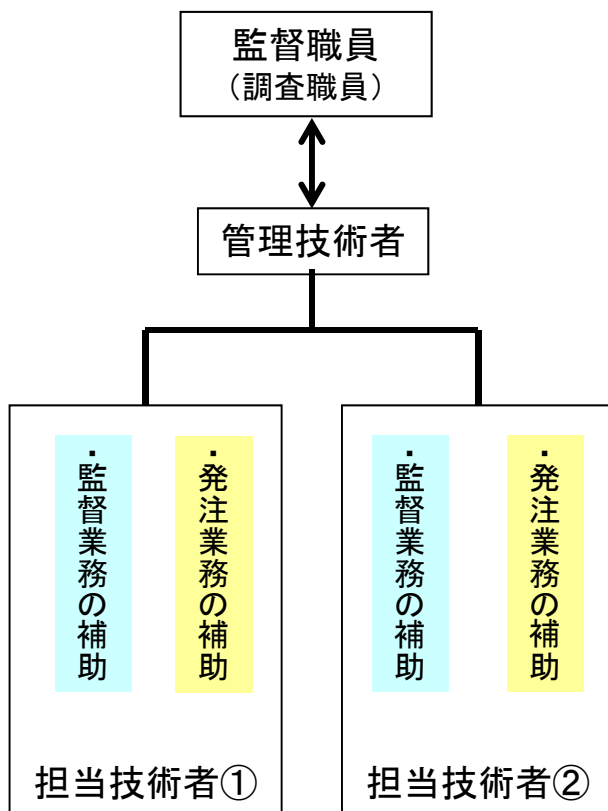 監督職員
（調査職員）
管理技術者
・監督業務の補助
・発注業務の補助
担当技術者①
・監督業務の補助
・発注業務の補助
担当技術者②